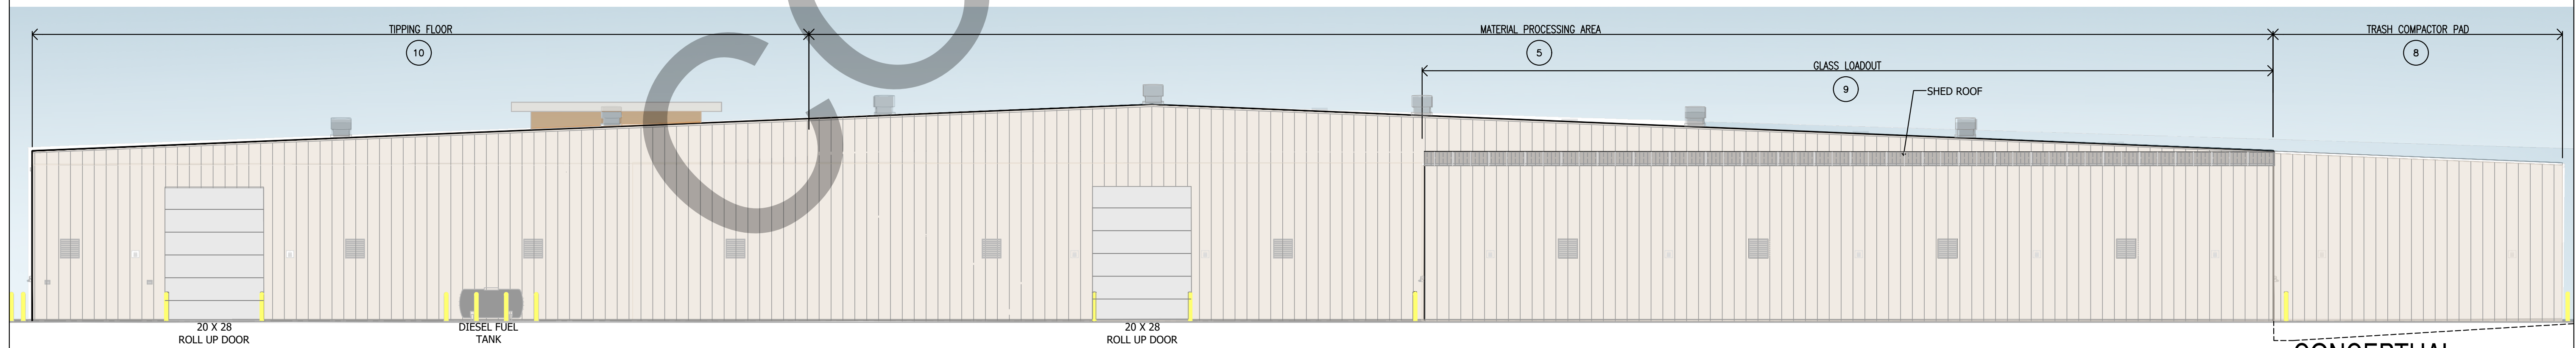 TIPPING FLOOR
10
MATERIAL PROCESSING AREA
5
TRASH COMPACTOR PAD
8
GLASS LOADOUT
9
SHED ROOF
20 X 28
ROLL UP DOOR
DIESEL FUEL
TANK
20 X 28
ROLL UP DOOR